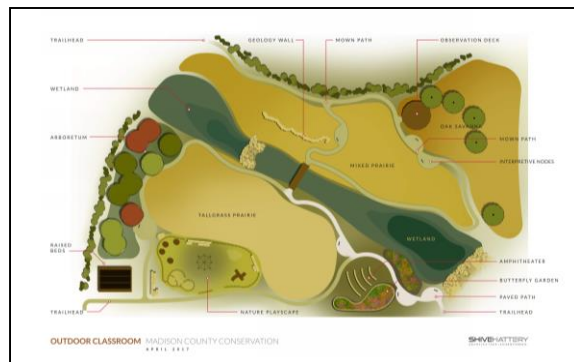 TRAILHEAD
GEOLOGY WALL
MOWN PATH
OBSERVATION DECK
WETLAND
ARBORETUM
OAK SAVANNA
MOWN PATH
INTERPRETIVE NODES
MIXED PRAIRIE
TALLGRASS PRAIRIE
WETLAND
RAISED
BEDS
AMPHITHEATER
BUTTERFLY GARDEN
PAVED PATH
TRAILHEAD
NATURE PLAYSCAPE
TRAILHEAD
OUTDOOR CLASSROOM MADISON COUNTY CONSERVATION
APRIL 2017
SHIVEHATTERY